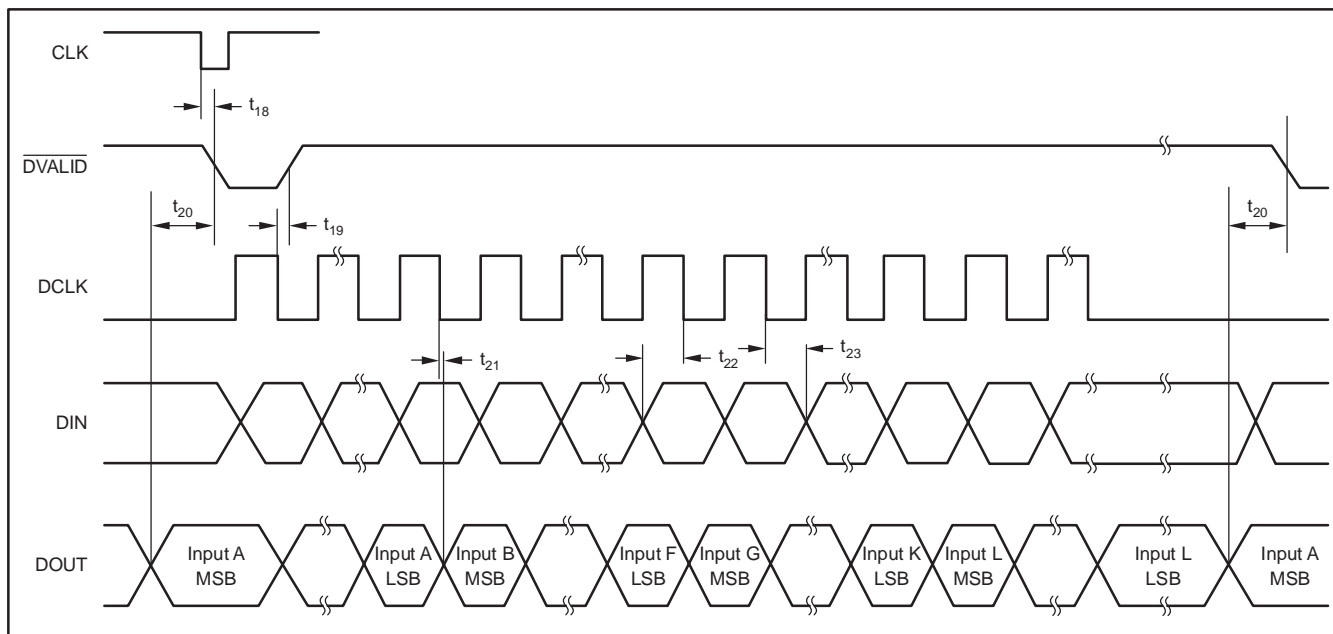 CLK
t18
DVALID
t20
t19
t20
DCLK
t21
t22
t23
DIN
DOUT
Input A
MSB
Input A
LSB
Input B
MSB
Input F
LSB
Input G
MSB
Input K
LSB
Input L
MSB
Input L
LSB
Input A
MSB